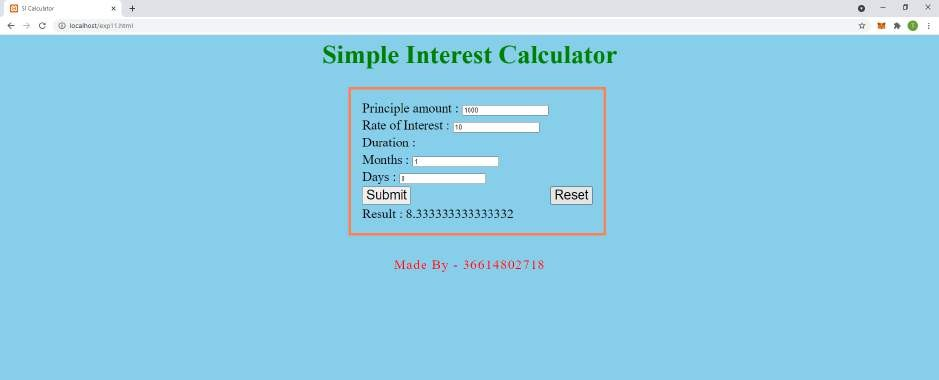 SI Calculator
localhost/exp11.html
Simple Interest Calculator
Principle amount : 1000
Rate of Interest : 10
Duration :
Months : 1
Days :
Submit Reset
Result : 8.333333333333332
Made By - 36614802718